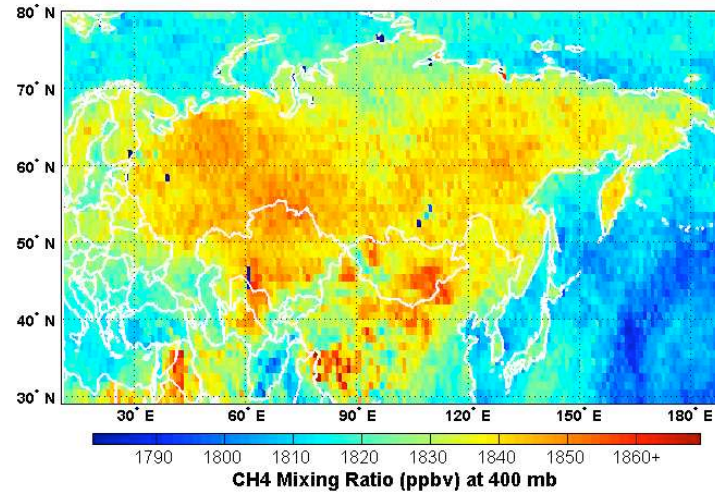 80° N
70° N
60° N
50° N
40° N
30° N
30° E 60° E 90° E 120° E 150° E 180° E
1790 1800 1810 1820 1830 1840 1850 1860+
CH4 Mixing Ratio (ppbv) at 400 mb